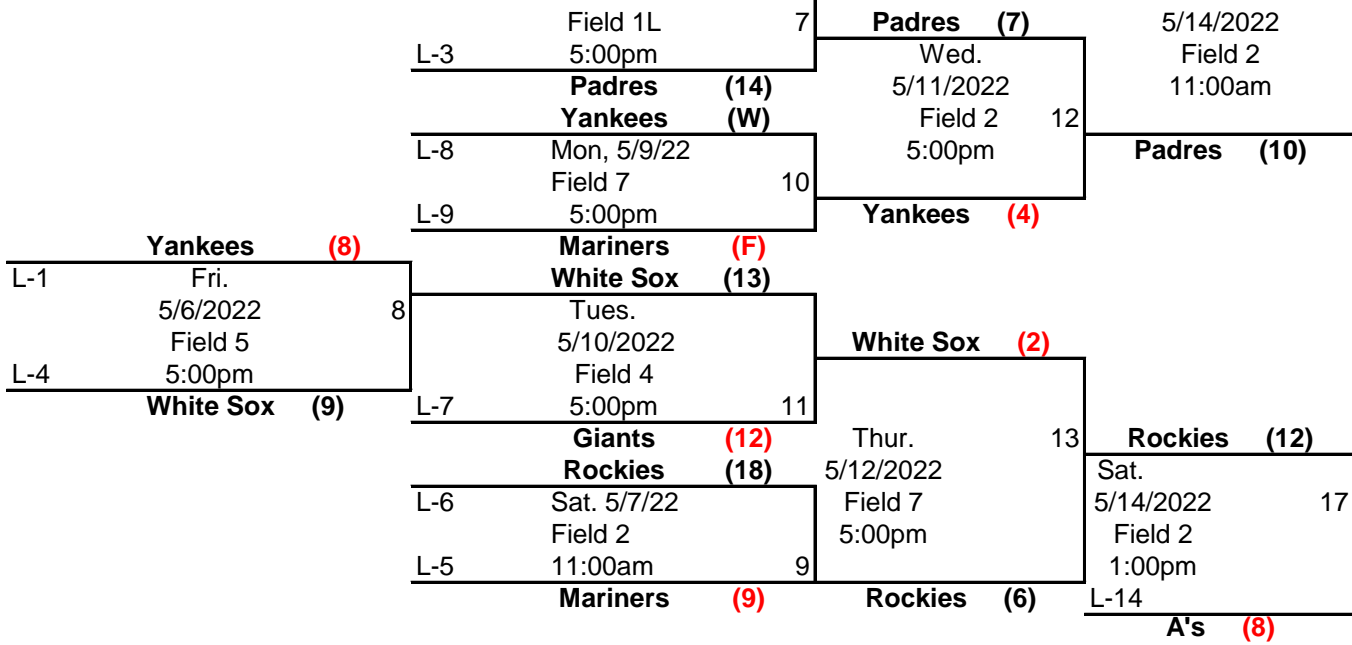 Field 1L 7 Padres (7) 5/14/2022
L-3 5:00pm Wed. Field 2
Padres (14) 5/11/2022 11:00am
Yankees (W) Field 2 12
L-8 Mon, 5/9/22 5:00pm Padres (10)
Field 7 10
L-9 5:00pm Yankees (4)
Yankees (8) Mariners (F)
L-1 Fri. White Sox (13)
5/6/2022 8 Tues.
Field 5 5/10/2022 White Sox (2)
L-4 5:00pm Field 4
White Sox (9) L-7 5:00pm 11
Giants (12) Thur. 13 Rockies (12)
Rockies (18) 5/12/2022 Sat.
L-6 Sat. 5/7/22 Field 7 5/14/2022 17
Field 2 5:00pm Field 2
L-5 11:00am 9 1:00pm
Mariners (9) Rockies (6) L-14
A's (8)